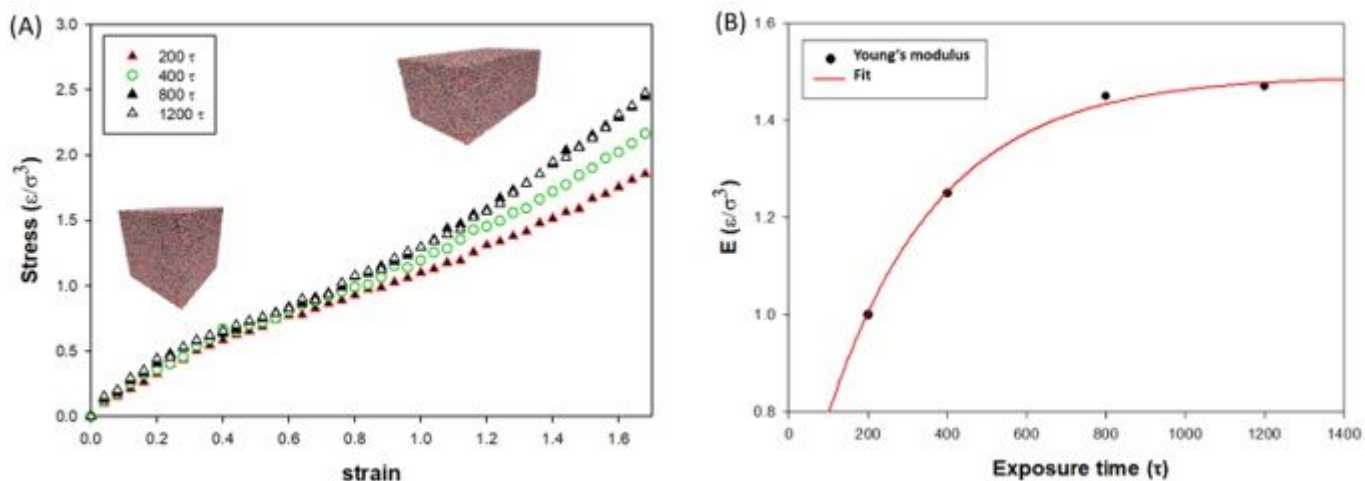 (A)
3.0
2.5
2.0
1.5
1.0
0.5
0.0
Stress (ε/σ³)
200 τ
400 τ
800 τ
1200 τ
0.0 0.2 0.4 0.6 0.8 1.0 1.2 1.4 1.6
strain
(B)
1.6
1.4
1.2
1.0
0.8
E (ε/σ³)
Young's modulus
Fit
0 200 400 600 800 1000 1200 1400
Exposure time (τ)